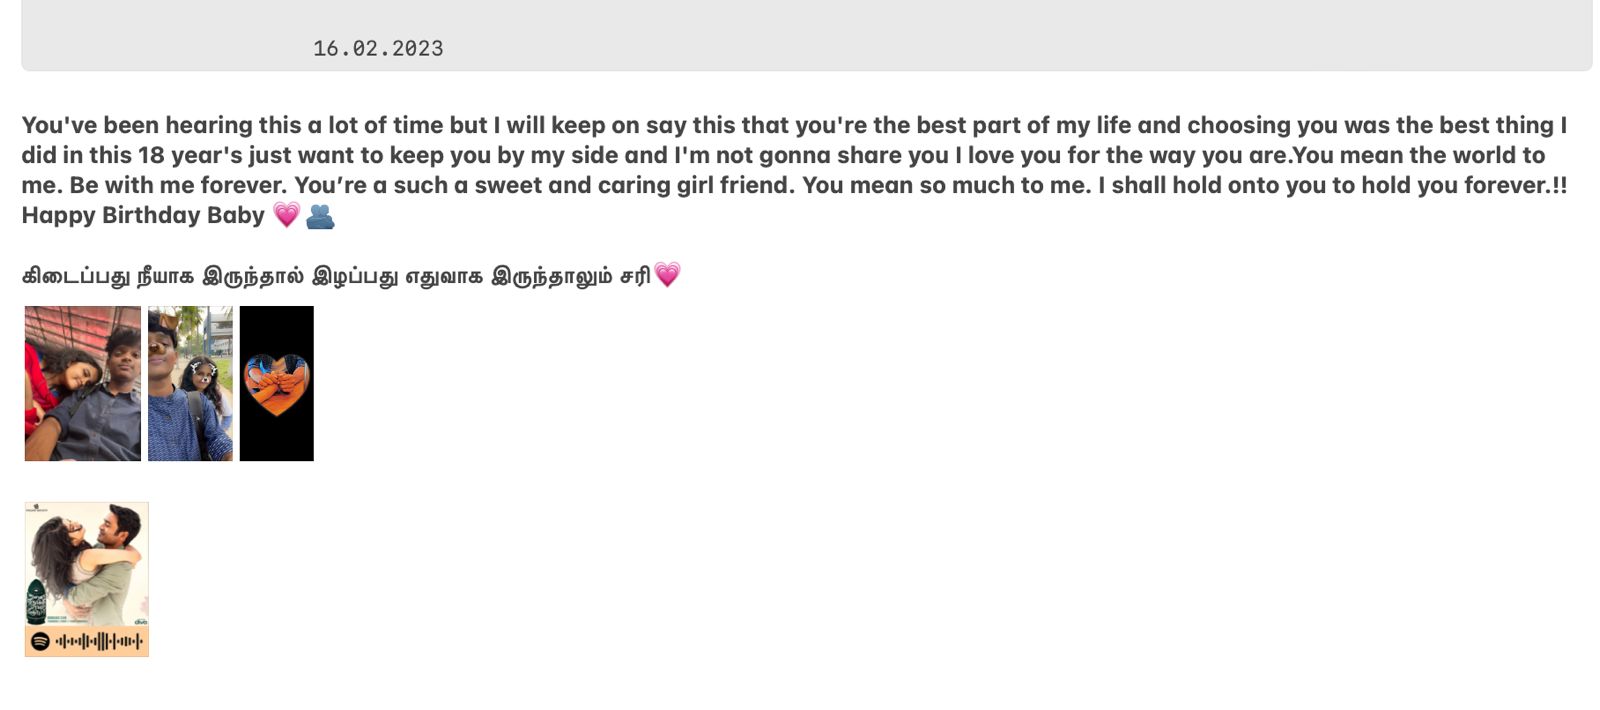 16.02.2023
You've been hearing this a lot of time but I will keep on say this that you're the best part of my life and choosing you was the best thing I
did in this 18 year's just want to keep you by my side and I'm not gonna share you I love you for the way you are.You mean the world to
me. Be with me forever. You’re a such a sweet and caring girl friend. You mean so much to me. I shall hold onto you to hold you forever.!!
Happy Birthday Baby 💗🫂
கிடைப்பது நீயாக இருந்தால் இழப்பது எதுவாக இருந்தாலும் சரி💗